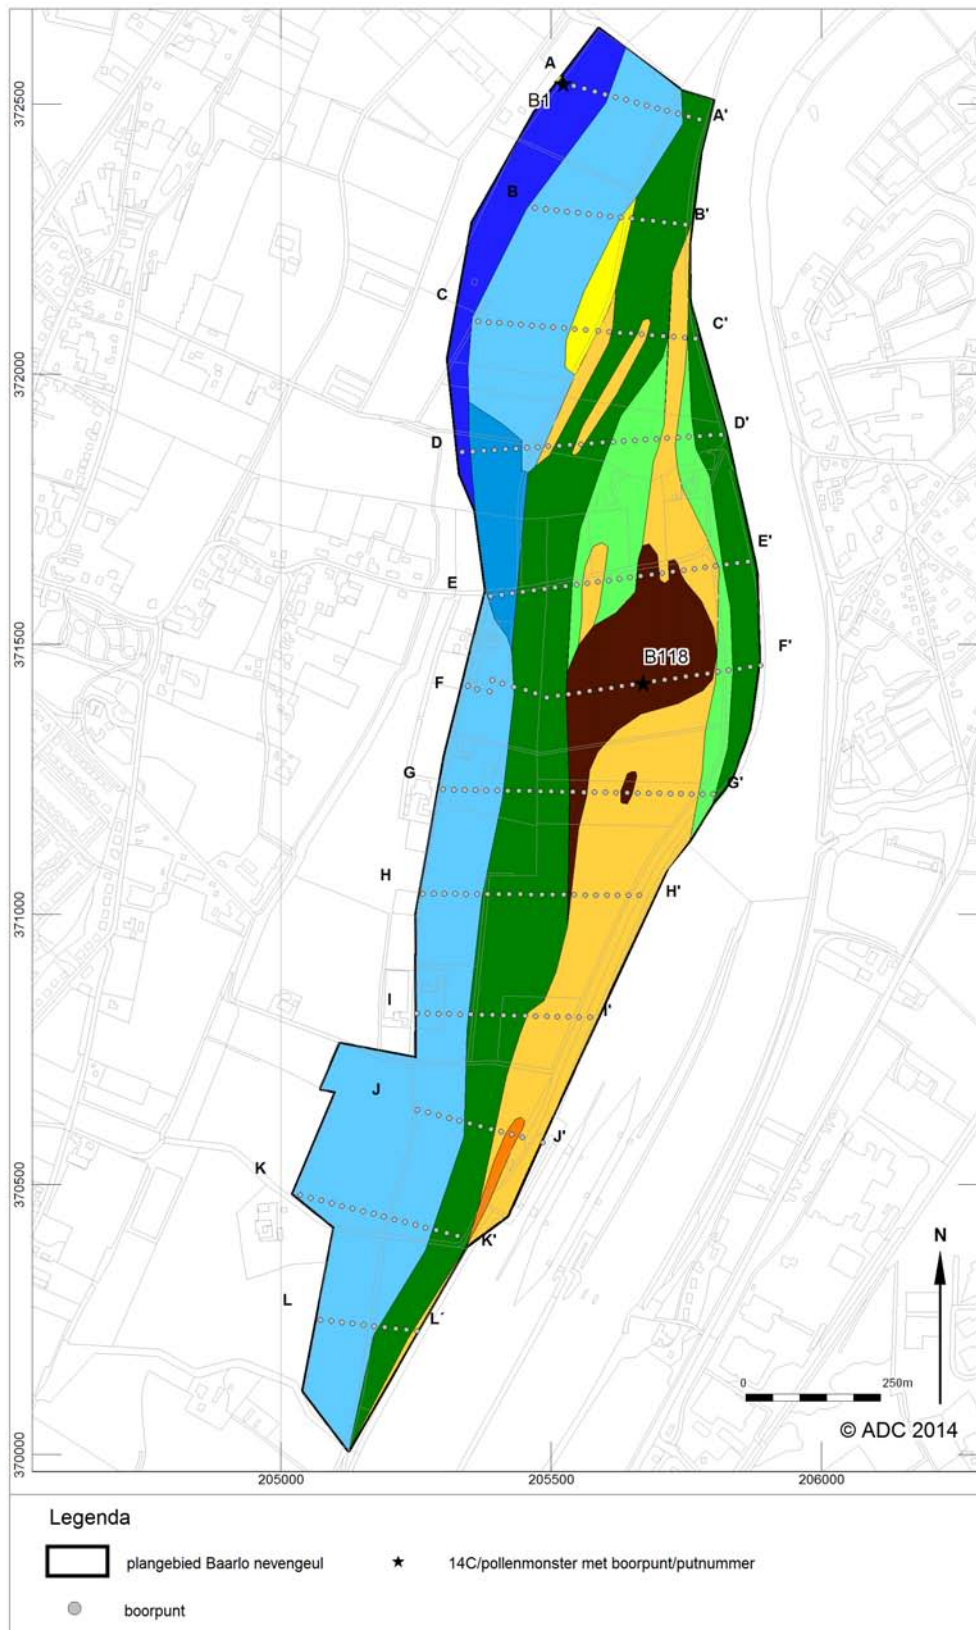 372500
372000
371500
371000
370500
370000
A
B1
A'
B
B'
C
C'
D
D'
E
E'
F
B118
F'
G
G'
H
H'
I
I'
J
J'
K
K'
L
L´
N
0 250m
© ADC 2014
205000 205500 206000
Legenda
plangebied Baarlo nevengeul
14C/pollenmonster met boorpunt/putnummer
boorpunt